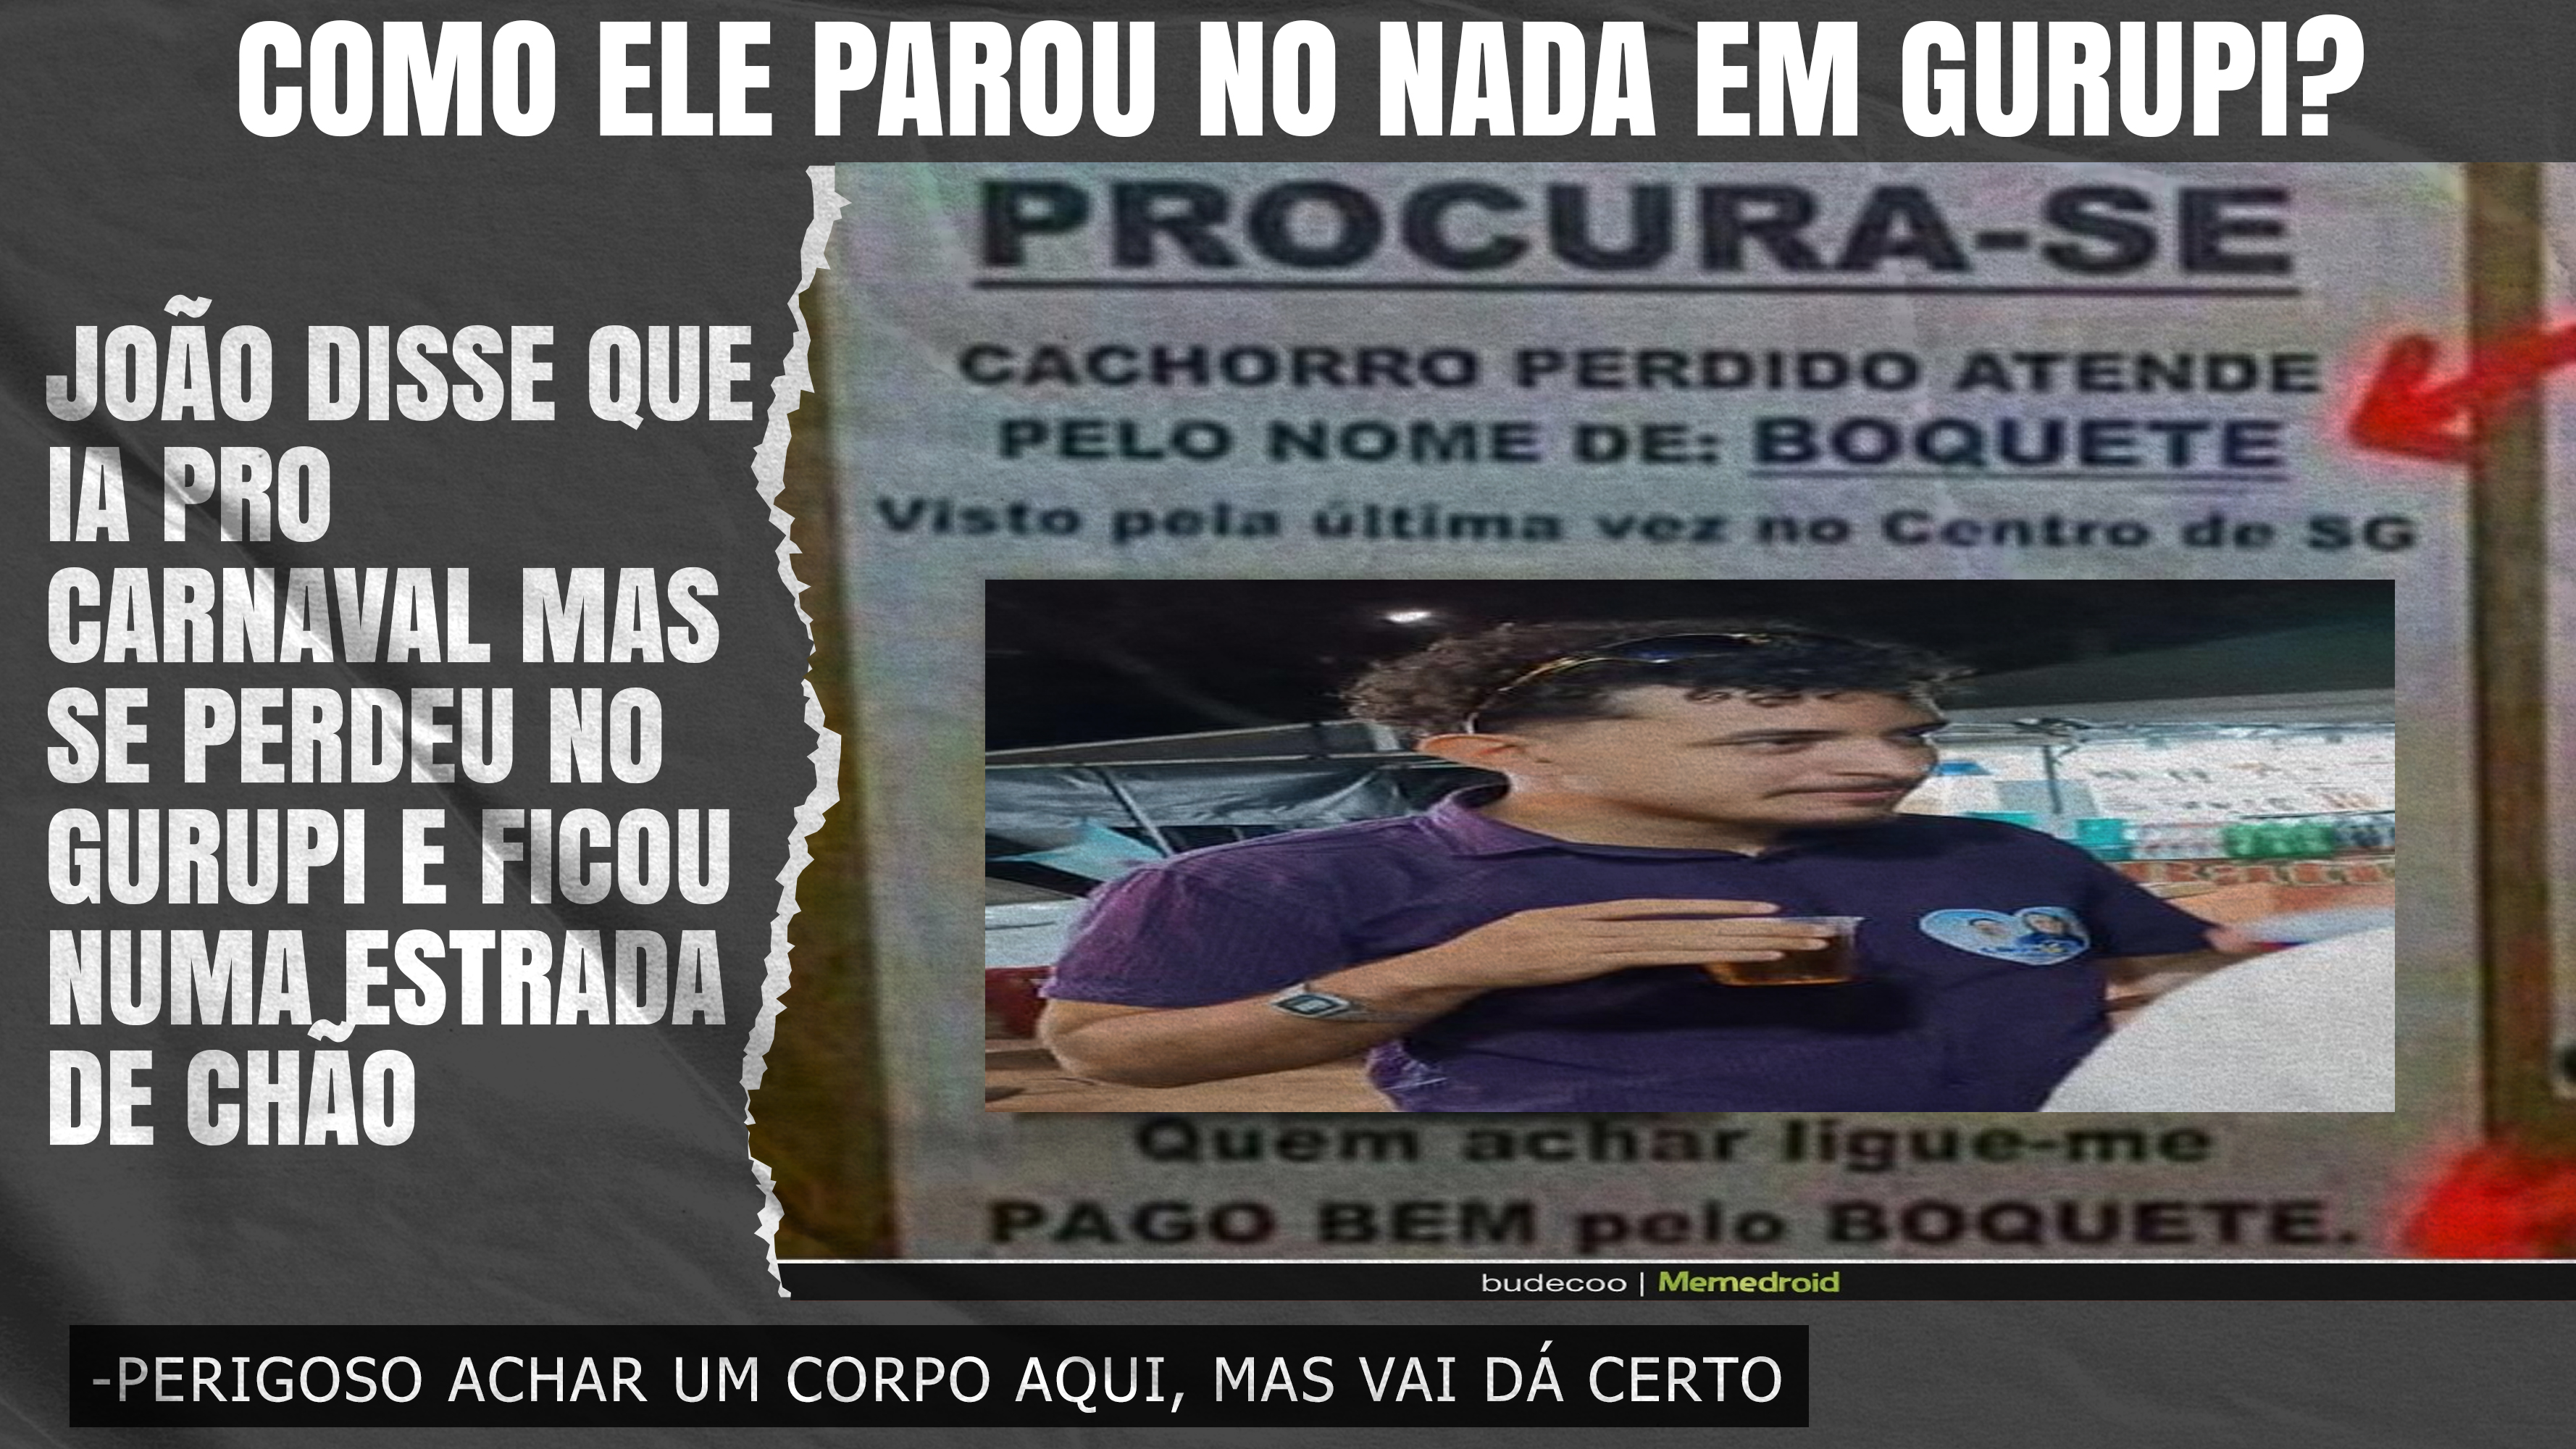 COMO ELE PAROU NO NADA EM GURUPI?
JOÃO DISSE QUE
IA PRO
CARNAVAL MAS
SE PERDEU NO
GURUPI E FICOU
NUMA ESTRADA
DE CHÃO
PROCURA-SE
CACHORRO PERDIDO ATENDE
PELO NOME DE: BOQUETE
Visto pela última vez no Centro de SG
Quem achar ligue-me
PAGO BEM pelo BOQUETE.
budecoo | Memedroid
-PERIGOSO ACHAR UM CORPO AQUI, MAS VAI DÁ CERTO